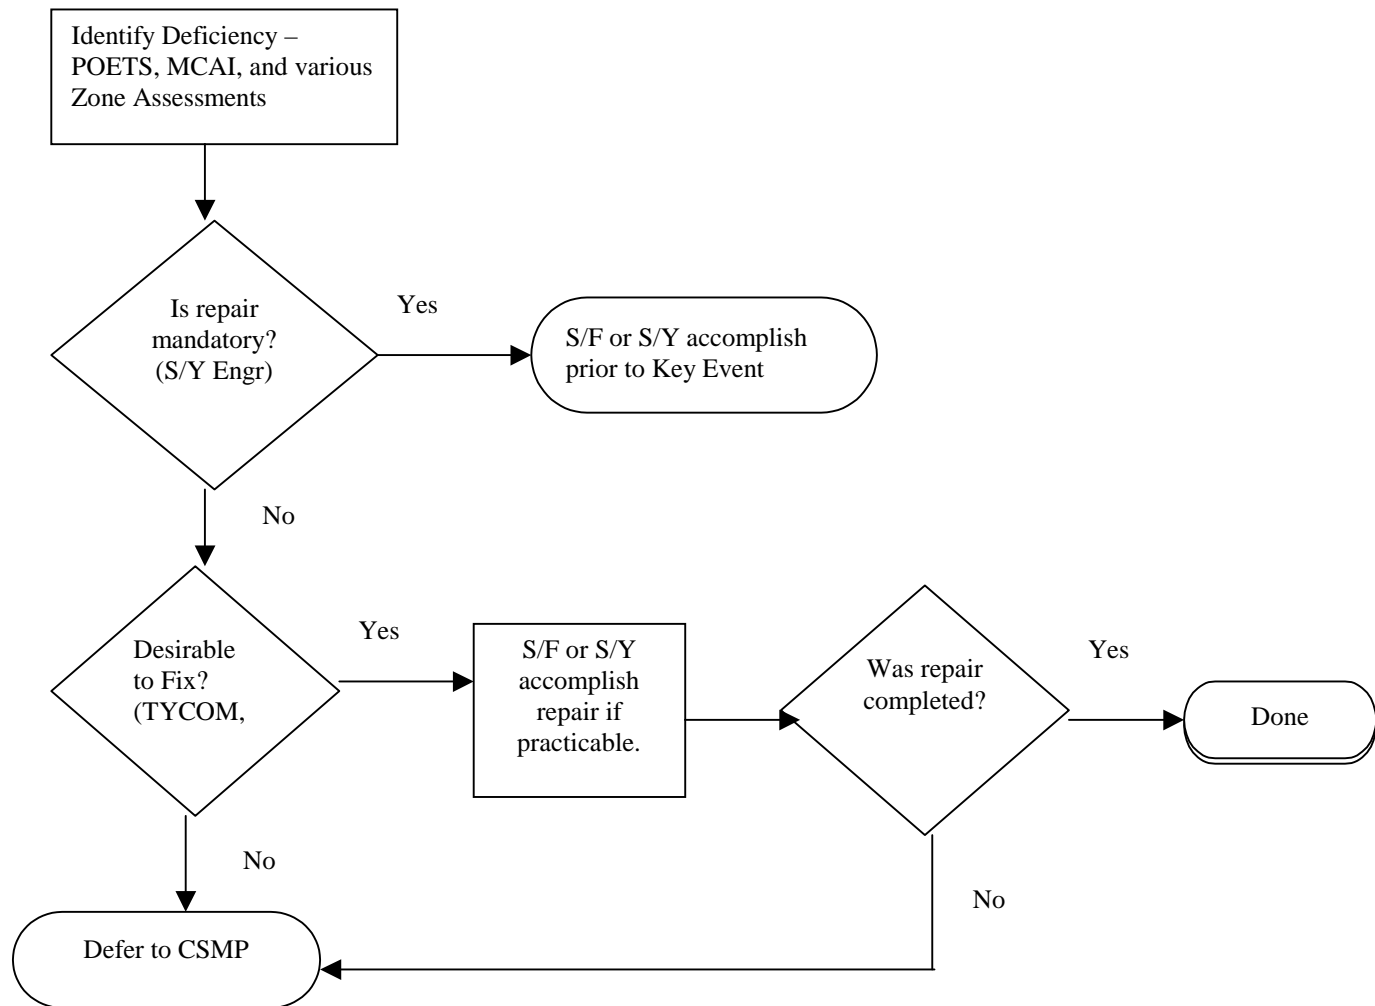 Identify Deficiency –
POETS, MCAI, and various
Zone Assessments
Is repair
mandatory?
(S/Y Engr)
Yes
S/F or S/Y accomplish
prior to Key Event
No
Desirable
to Fix?
(TYCOM,
Yes
S/F or S/Y
accomplish
repair if
practicable.
Was repair
completed?
Yes
Done
No
No
Defer to CSMP